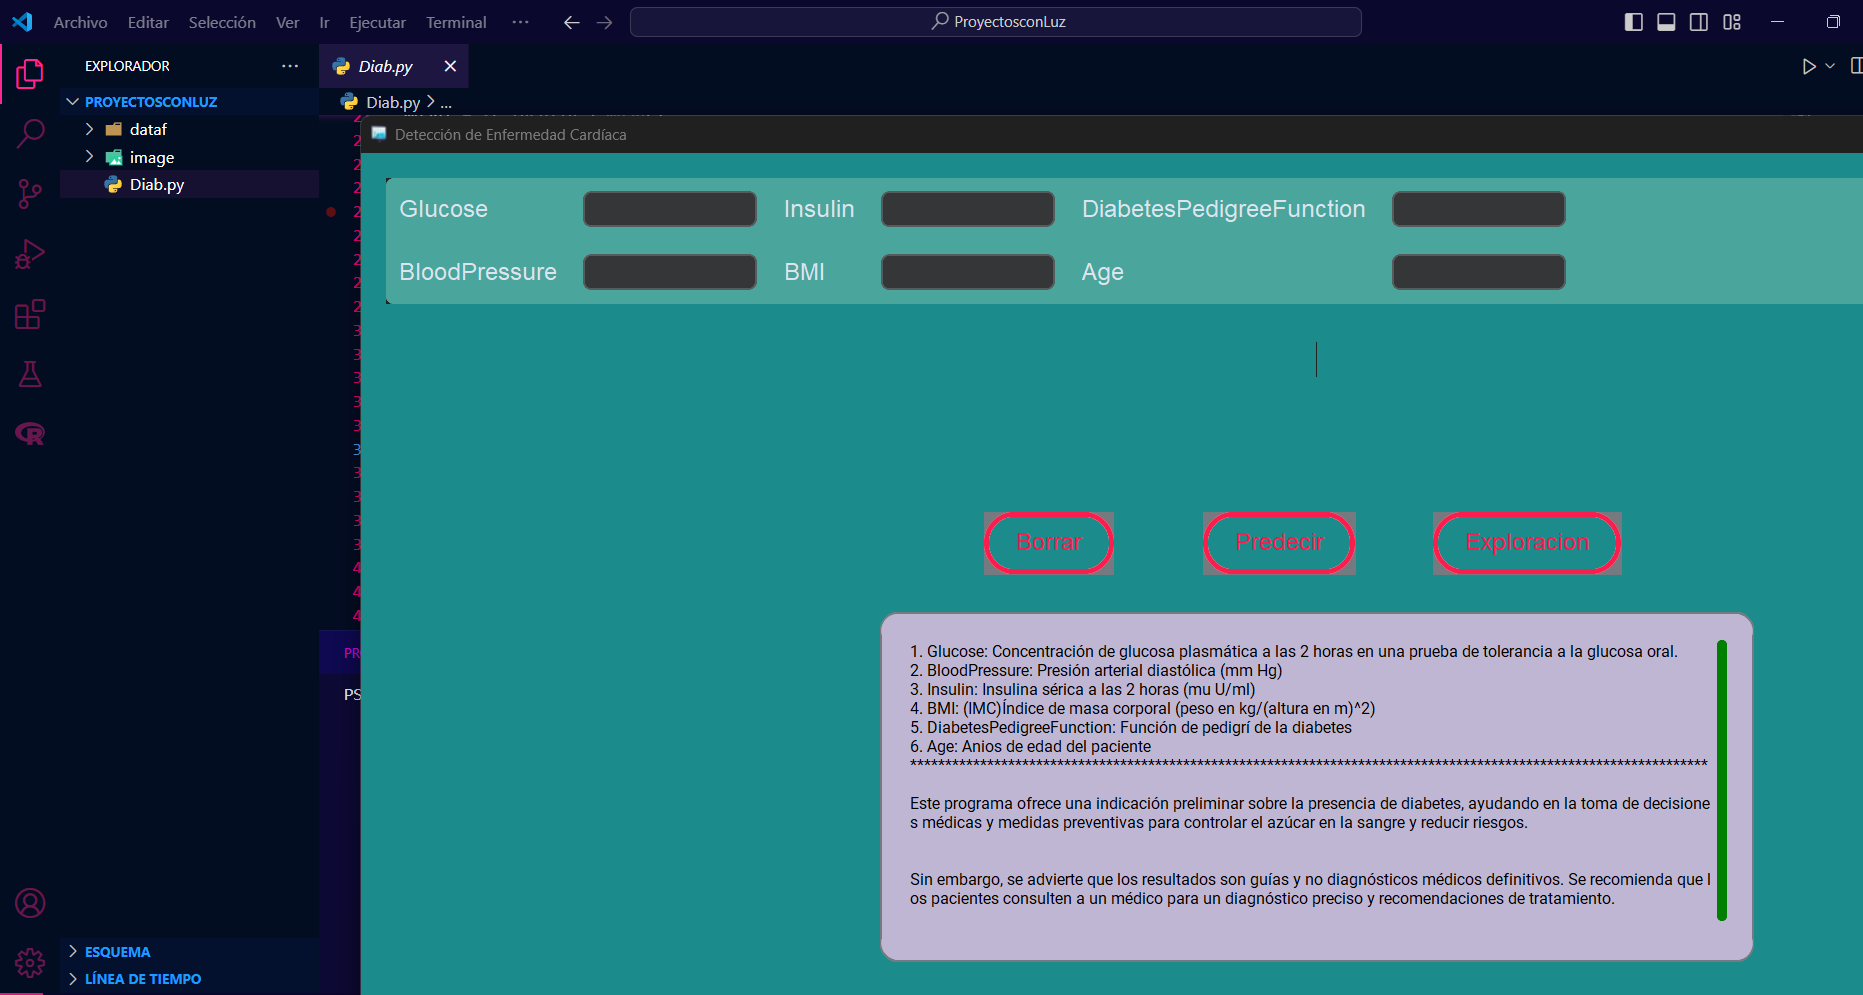 Archivo Editar Selección Ver Ir Ejecutar Terminal ··· ProyectosconLuz
EXPLORADOR ···
Diab.py
PROYECTOSCONLUZ
Diab.py > ...
dataf
image
Diab.py
Detección de Enfermedad Cardíaca
Glucose Insulin DiabetesPedigreeFunction
BloodPressure BMI Age
Borrar Predecir Exploracion
1. Glucose: Concentración de glucosa plasmática a las 2 horas en una prueba de tolerancia a la glucosa oral.
2. BloodPressure: Presión arterial diastólica (mm Hg)
3. Insulin: Insulina sérica a las 2 horas (mu U/ml)
4. BMI: (IMC)Índice de masa corporal (peso en kg/(altura en m)^2)
5. DiabetesPedigreeFunction: Función de pedigrí de la diabetes
6. Age: Anios de edad del paciente
******************************************************************************************************************
Este programa ofrece una indicación preliminar sobre la presencia de diabetes, ayudando en la toma de decisione
s médicas y medidas preventivas para controlar el azúcar en la sangre y reducir riesgos.
Sin embargo, se advierte que los resultados son guías y no diagnósticos médicos definitivos. Se recomienda que l
os pacientes consulten a un médico para un diagnóstico preciso y recomendaciones de tratamiento.
PR
PS
ESQUEMA
LÍNEA DE TIEMPO